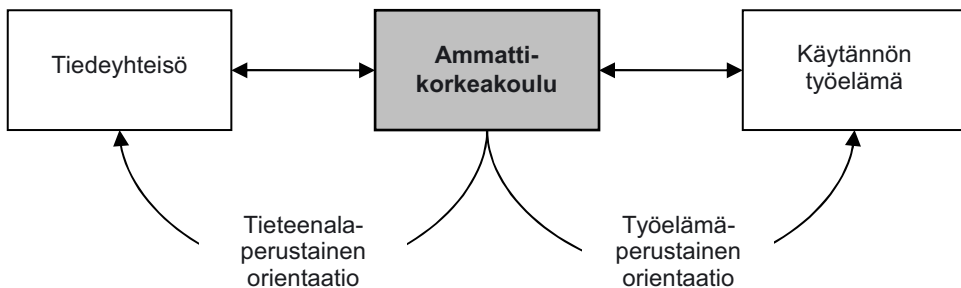 Tiedeyhteisö
Ammatti-
korkeakoulu
Käytännön
työelämä
Tieteenala-
perustainen
orientaatio
Työelämä-
perustainen
orientaatio